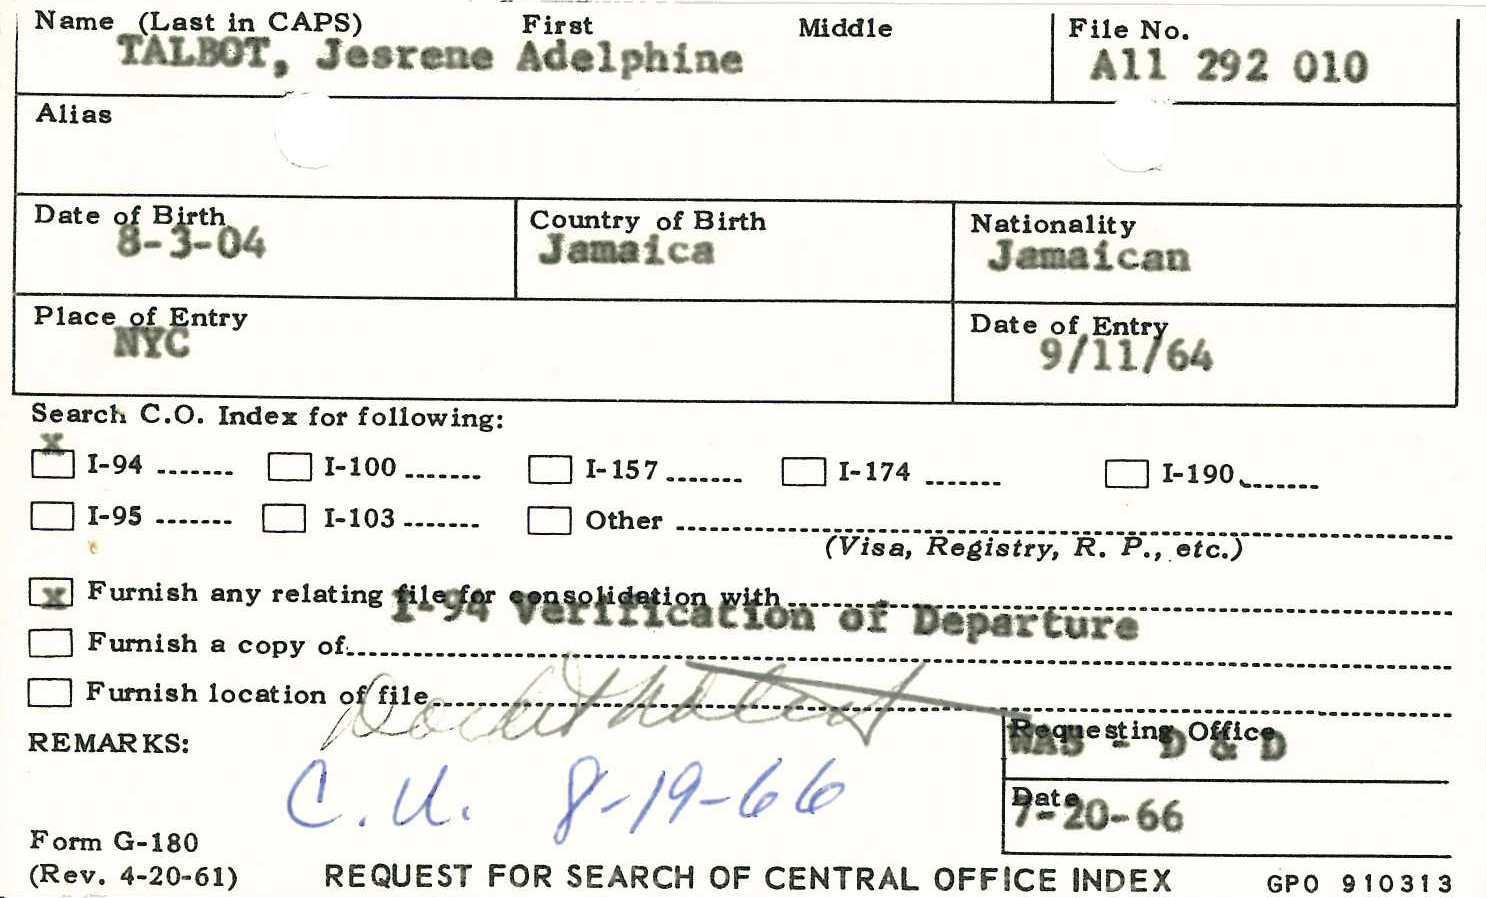 Name (Last in CAPS) First Middle File No.
TALBOT, Jesrene Adelphine A11 292 010
Alias
Date of Birth Country of Birth Nationality
8-3-04 Jamaica Jamaican
Place of Entry Date of Entry
NYC 9/11/64
Search C.O. Index for following:
x I-94 ....... I-100 ....... I-157 ....... I-174 ....... I-190 .......
I-95 ....... I-103 ....... Other .......
(Visa, Registry, R. P., etc.)
x Furnish any relating file for consolidation with
I-94 Verification of Departure
Furnish a copy of
Furnish location of file
REMARKS: Requesting Office
WAS - D & D
C.U. 8-19-66
Date
7-20-66
Form G-180
(Rev. 4-20-61) REQUEST FOR SEARCH OF CENTRAL OFFICE INDEX GPO 910313